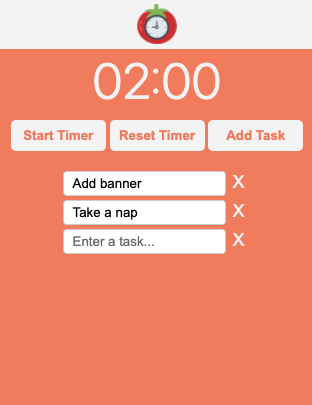 02:00
Start Timer Reset Timer Add Task
Add banner X
Take a nap X
Enter a task... X